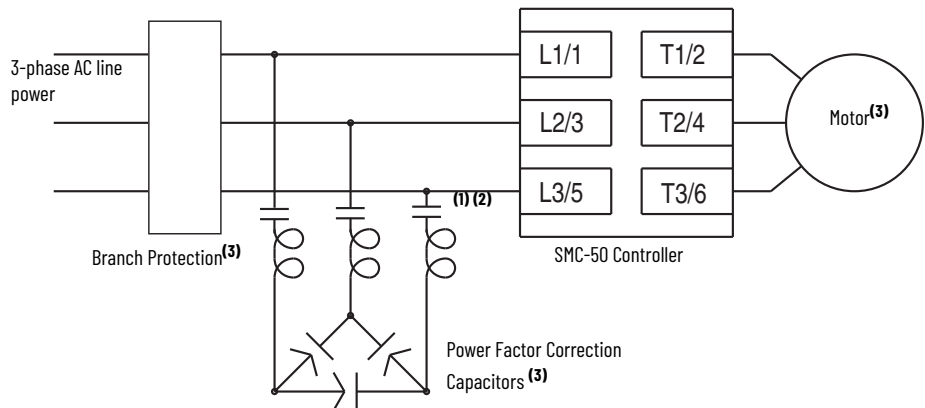 3-phase AC line
power
L1/1
T1/2
L2/3
T2/4
L3/5
T3/6
Motor(3)
(1) (2)
Branch Protection(3)
SMC-50 Controller
Power Factor Correction
Capacitors (3)